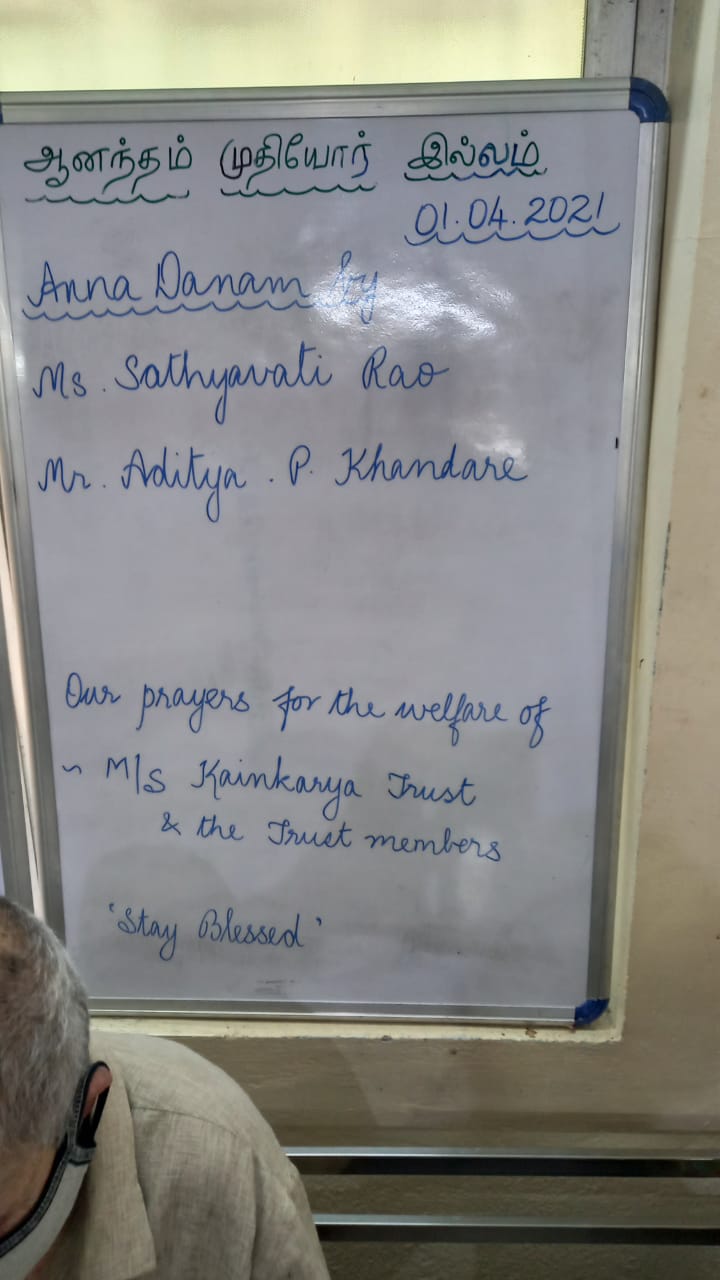 ஆனந்தம் முதியோர் இல்லம்
01.04.2021
Anna Danam by
Ms. Sathyavati Rao
Mr. Aditya . P. Khandare
Our prayers for the welfare of
~ M/S Kainkarya Trust
& the Trust members
'Stay Blessed'